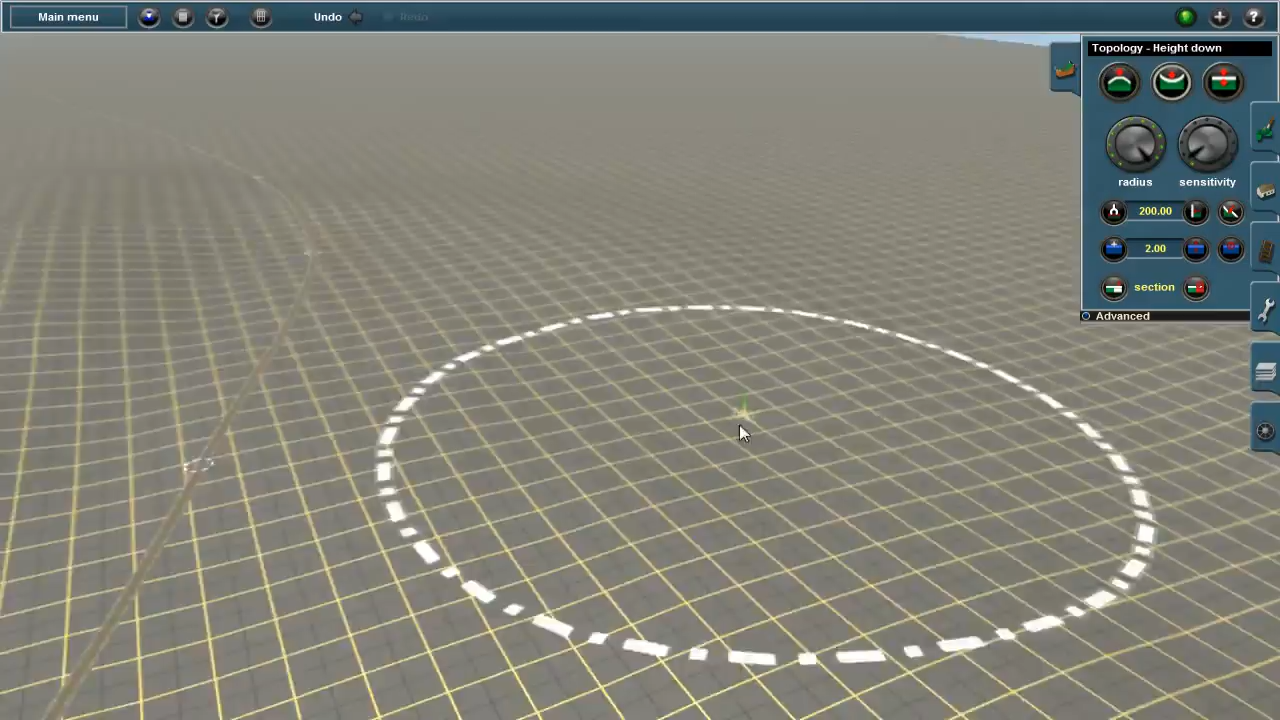 Main menu
Undo
Redo
?
Topology - Height down
radius
sensitivity
200.00
2.00
section
Advanced